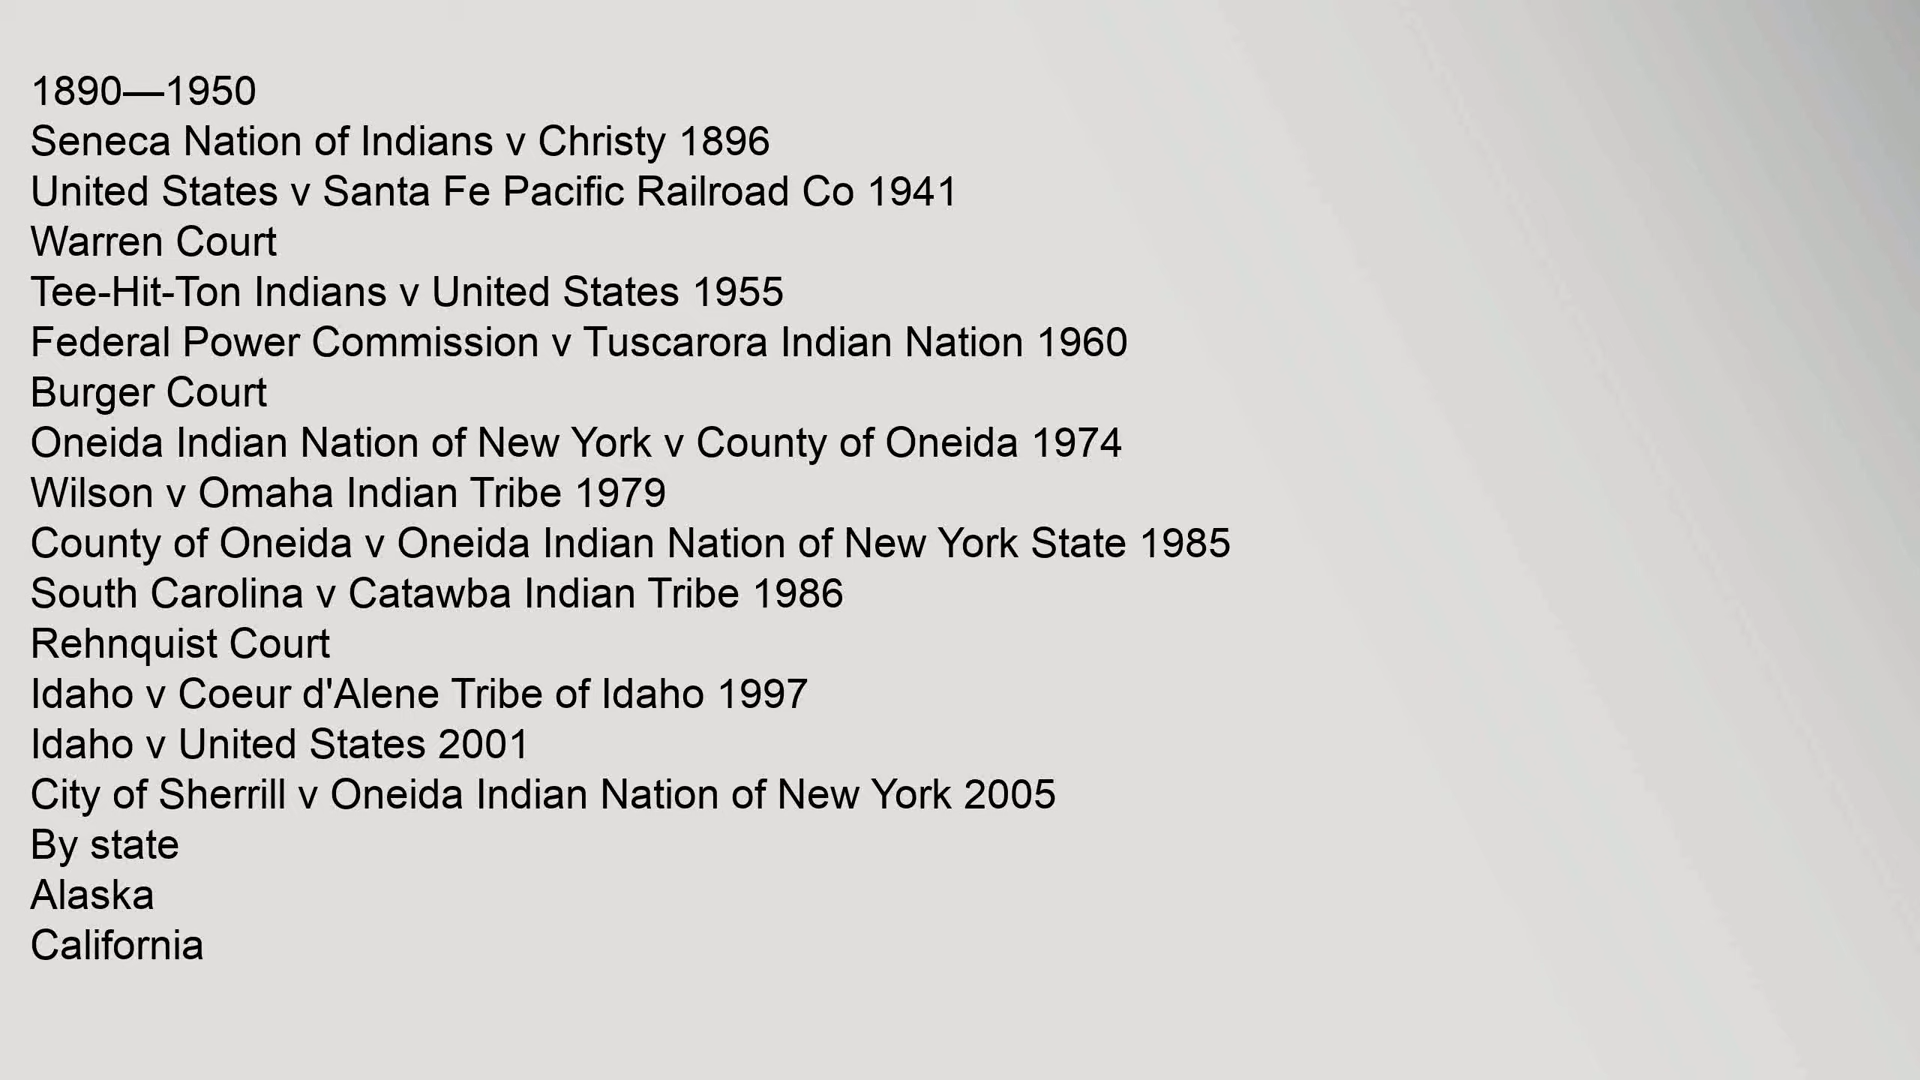 1890—1950
Seneca Nation of Indians v Christy 1896
United States v Santa Fe Pacific Railroad Co 1941
Warren Court
Tee-Hit-Ton Indians v United States 1955
Federal Power Commission v Tuscarora Indian Nation 1960
Burger Court
Oneida Indian Nation of New York v County of Oneida 1974
Wilson v Omaha Indian Tribe 1979
County of Oneida v Oneida Indian Nation of New York State 1985
South Carolina v Catawba Indian Tribe 1986
Rehnquist Court
Idaho v Coeur d'Alene Tribe of Idaho 1997
Idaho v United States 2001
City of Sherrill v Oneida Indian Nation of New York 2005
By state
Alaska
California